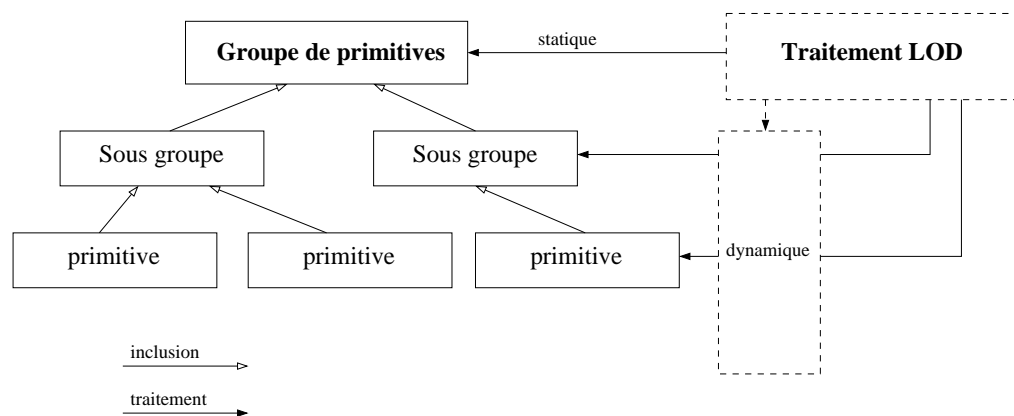 Groupe de primitives
statique
Traitement LOD
Sous groupe
Sous groupe
primitive
primitive
primitive
dynamique
inclusion
traitement